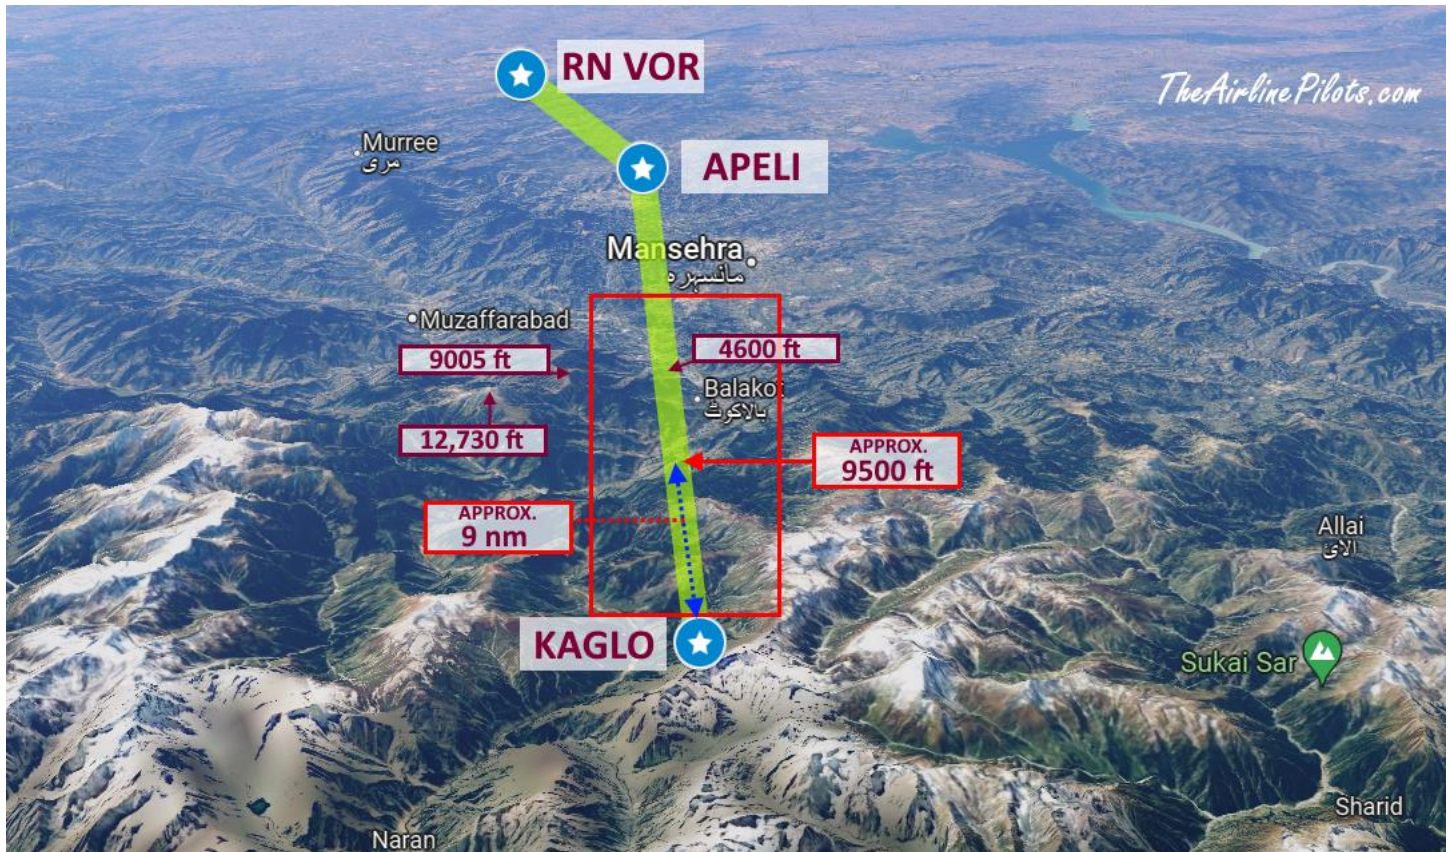 RN VOR
TheAirlinePilots.com
Murree
مری
APELI
Mansehra
مانسہرہ
Muzaffarabad
9005 ft
4600 ft
Balakot
بالاکوٹ
12,730 ft
APPROX.
9500 ft
APPROX.
9 nm
Allai
الائ
KAGLO
Sukai Sar
Sharid
Naran